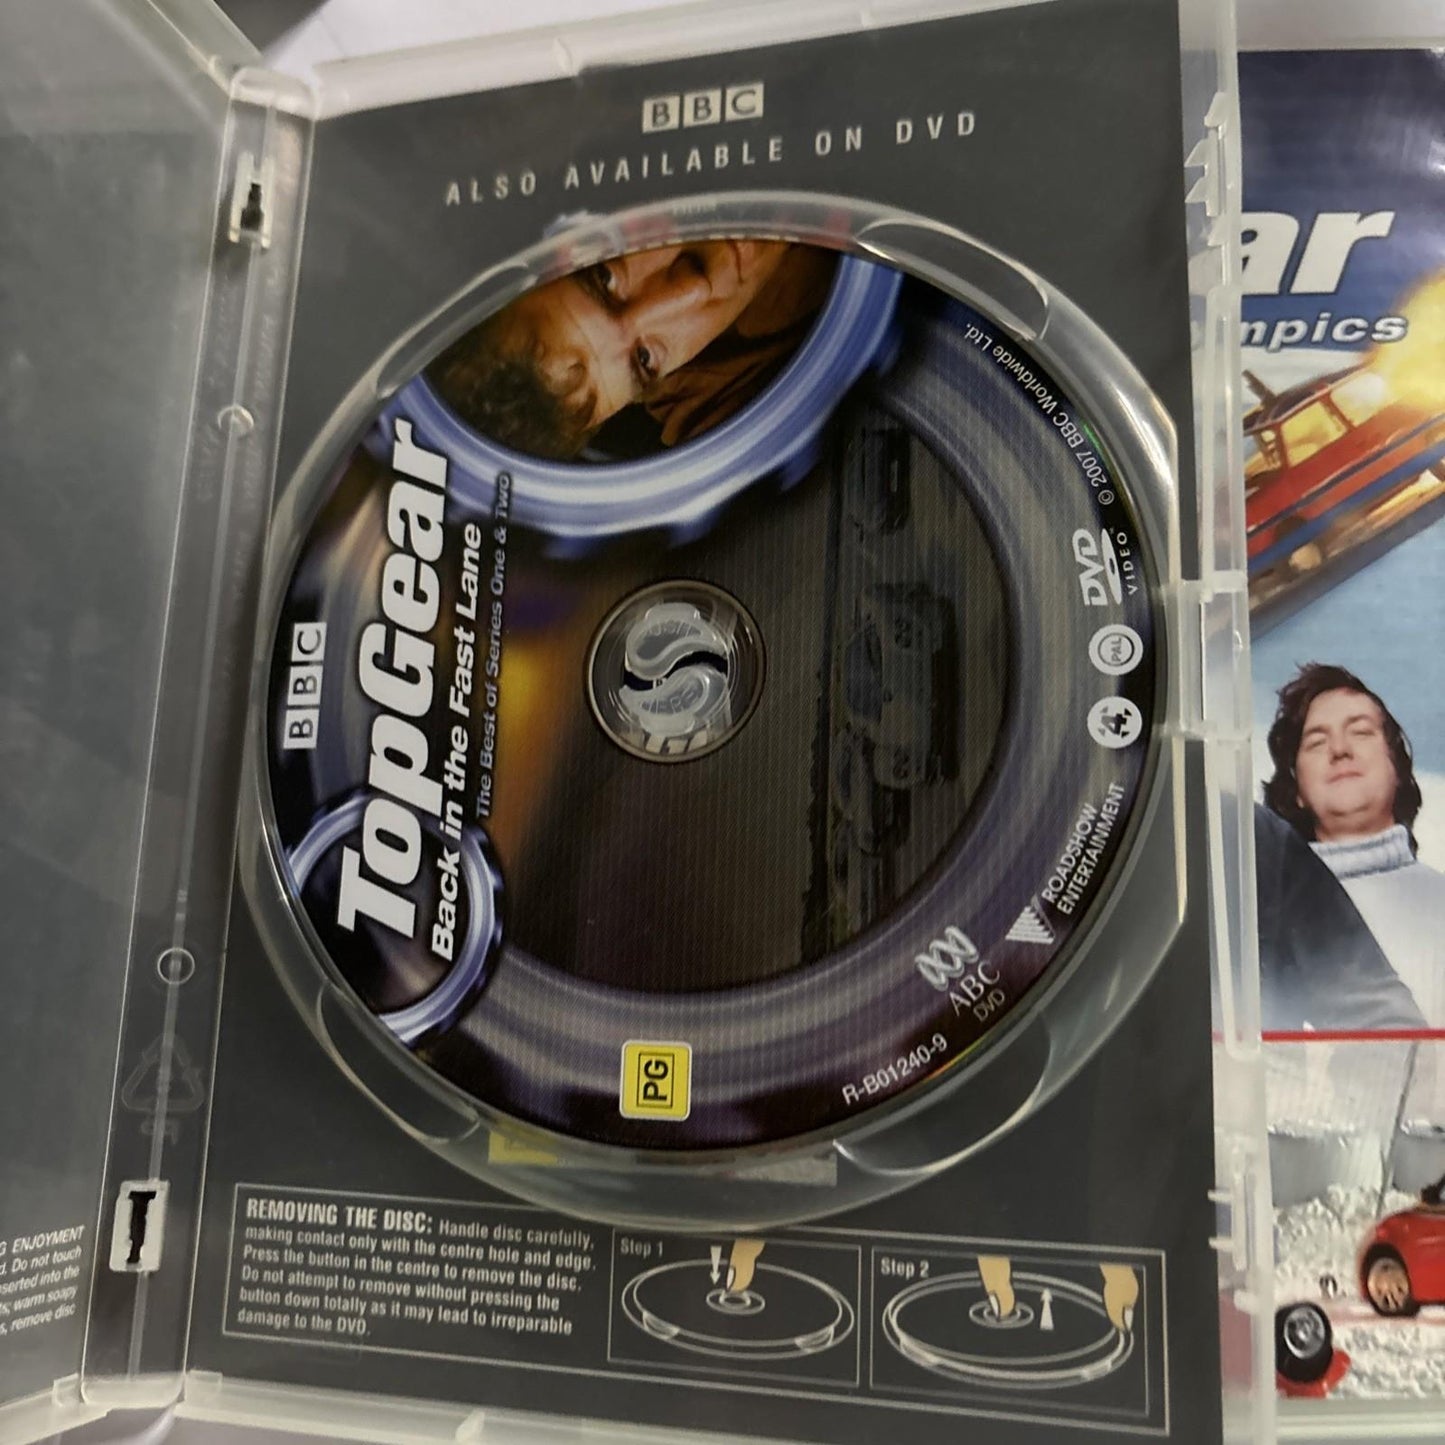 BBC
ALSO AVAILABLE ON DVD
BBC
TopGear
Back in the Fast Lane
The Best of Series One & Two
© 2007 BBC Worldwide Ltd.
DVD
VIDEO
PAL
4
ROADSHOW
ENTERTAINMENT
ABC
DVD
R-B01240-9
PG
REMOVING THE DISC: Handle disc carefully,
making contact only with the centre hole and edge.
Press the button in the centre to remove the disc.
Do not attempt to remove without pressing the
button down totally as it may lead to irreparable
damage to the DVD.
Step 1
Step 2
ENJOYMENT
Do not touch
into the
warm soapy
remove disc
ar
mpics